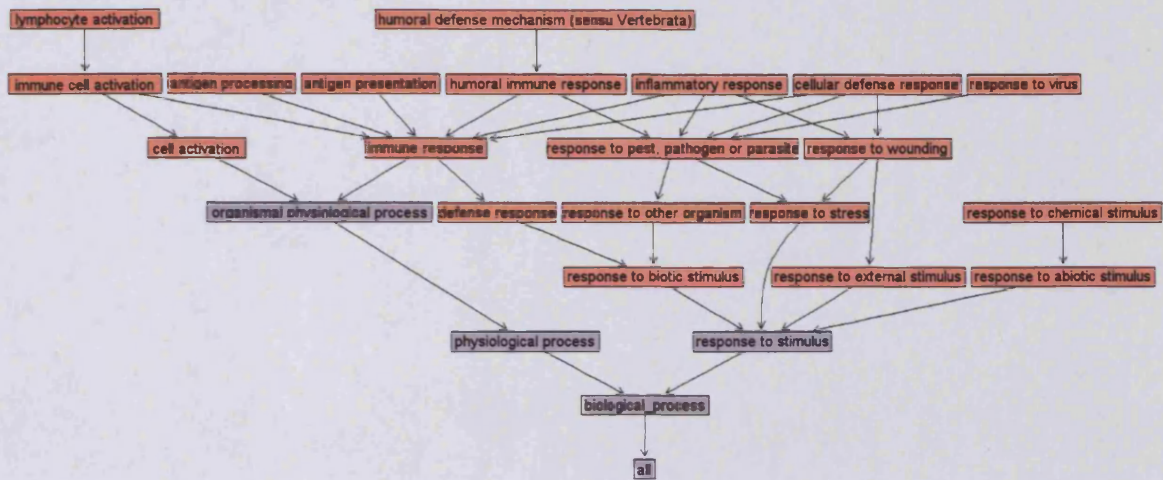 lymphocyte activation
humoral defense mechanism (sensu Vertebrata)
immune cell activation
antigen processing
antigen presentation
humoral immune response
inflammatory response
cellular defense response
response to virus
cell activation
immune response
response to pest, pathogen or parasite
response to wounding
organismal physiological process
defense response
response to other organism
response to stress
response to chemical stimulus
response to biotic stimulus
response to external stimulus
response to abiotic stimulus
physiological process
response to stimulus
biological_process
all